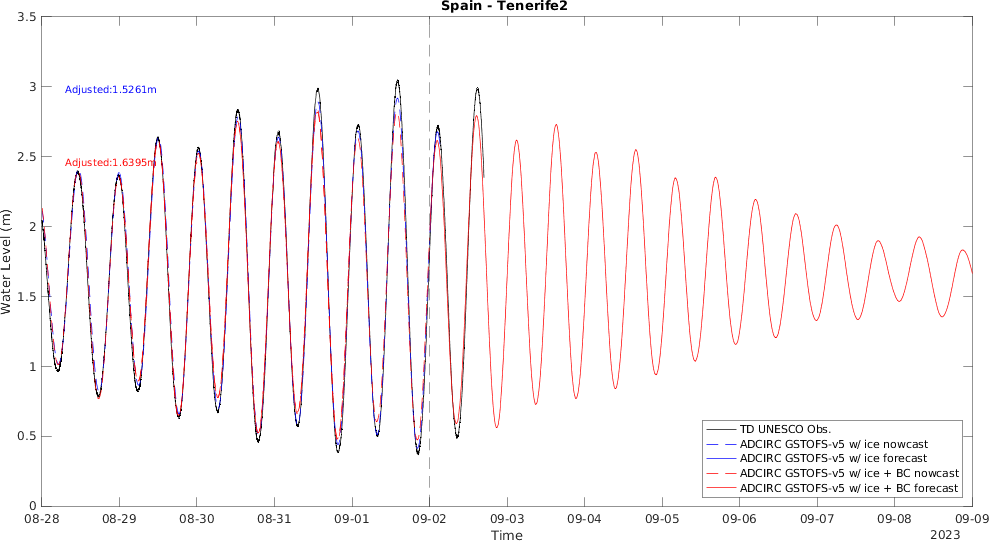 Spain - Tenerife2
3.5
3
2.5
2
1.5
1
0.5
0
Water Level (m)
Adjusted:1.5261m
Adjusted:1.6395m
TD UNESCO Obs.
ADCIRC GSTOFS-v5 w/ ice nowcast
ADCIRC GSTOFS-v5 w/ ice forecast
ADCIRC GSTOFS-v5 w/ ice + BC nowcast
ADCIRC GSTOFS-v5 w/ ice + BC forecast
08-28 08-29 08-30 08-31 09-01 09-02 09-03 09-04 09-05 09-06 09-07 09-08 09-09
Time
2023